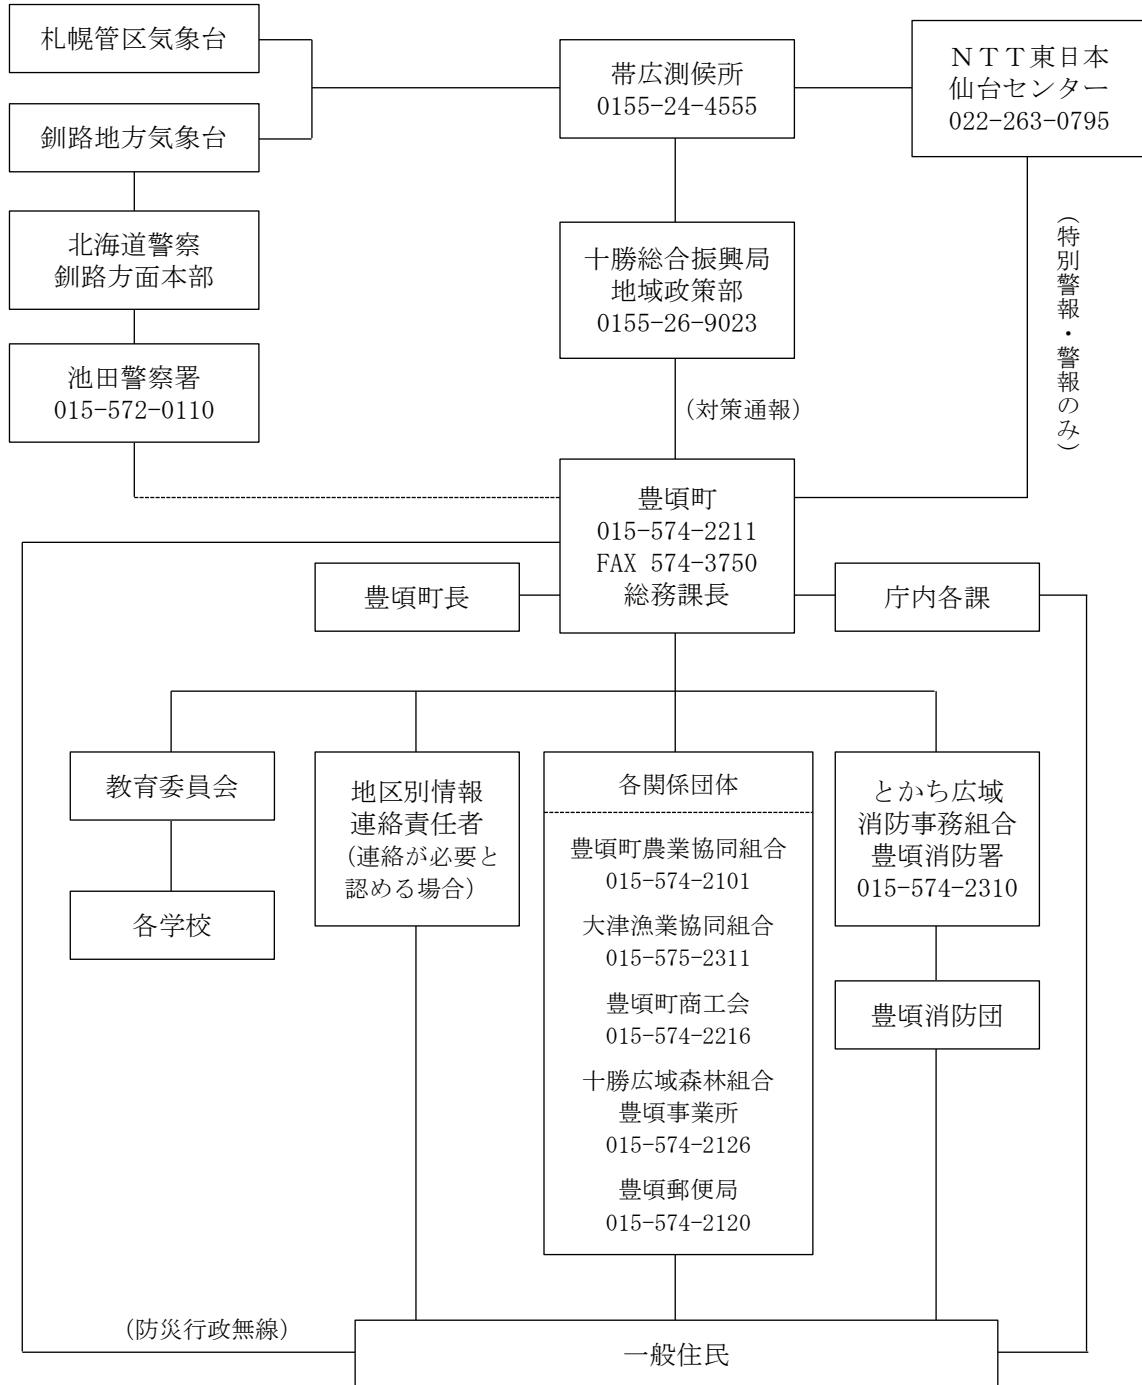 札幌管区気象台
帯広測候所
0155-24-4555
ＮＴＴ東日本
仙台センター
022-263-0795
釧路地方気象台
北海道警察
釧路方面本部
十勝総合振興局
地域政策部
0155-26-9023
（特別警報・警報のみ）
池田警察署
015-572-0110
（対策通報）
豊頃町
015-574-2211
FAX 574-3750
総務課長
豊頃町長
庁内各課
教育委員会
各学校
地区別情報
連絡責任者
（連絡が必要と
認める場合）
各関係団体
豊頃町農業協同組合
015-574-2101
大津漁業協同組合
015-575-2311
豊頃町商工会
015-574-2216
十勝広域森林組合
豊頃事業所
015-574-2126
豊頃郵便局
015-574-2120
とかち広域
消防事務組合
豊頃消防署
015-574-2310
豊頃消防団
（防災行政無線）
一般住民